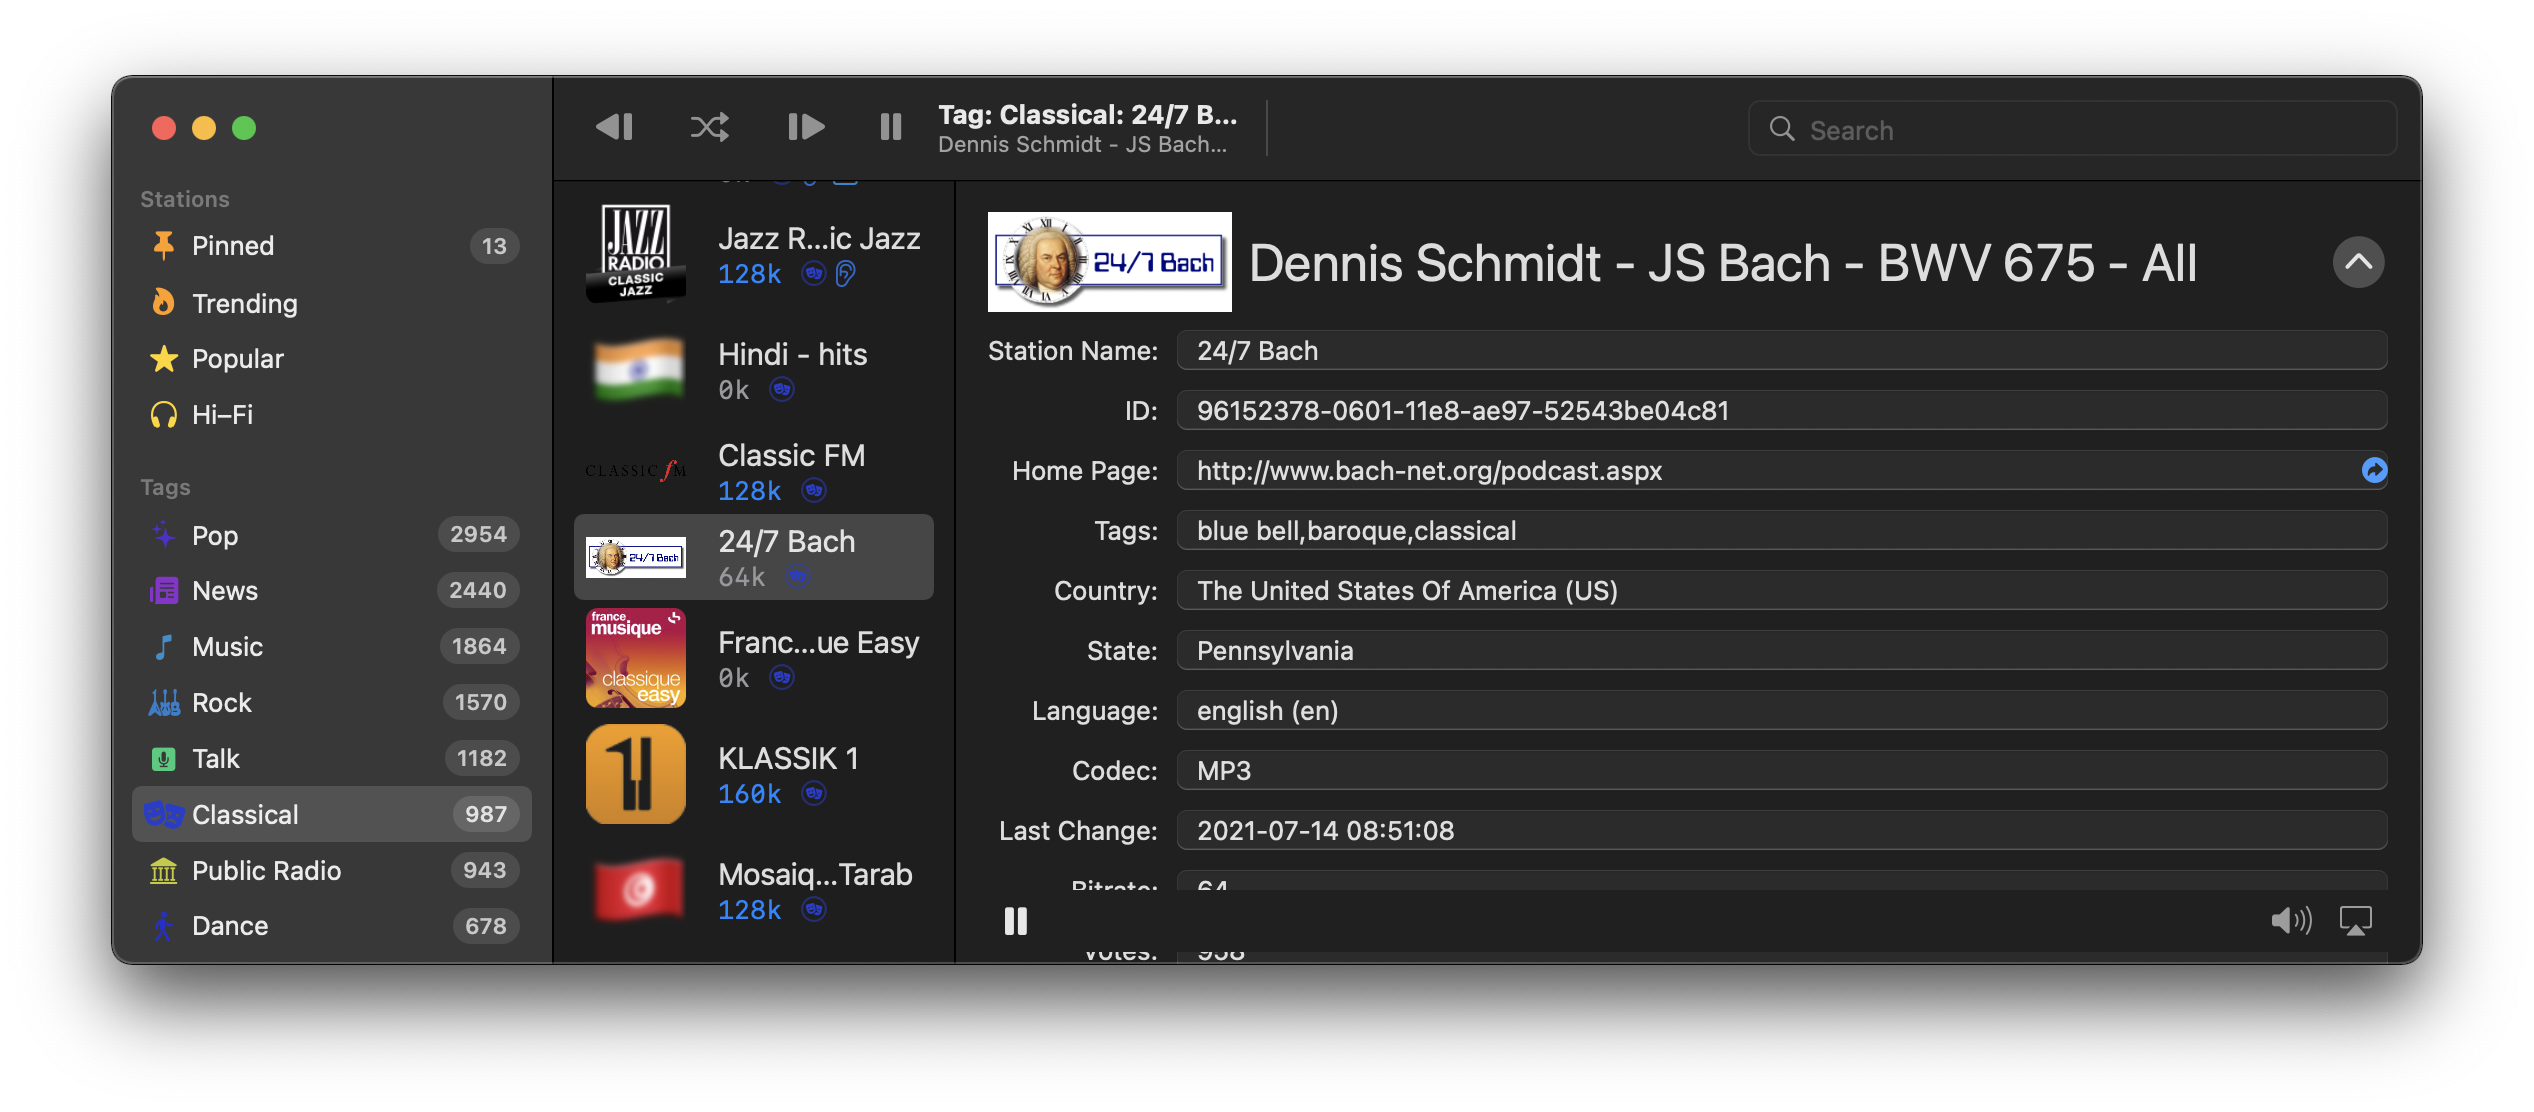 Stations
Pinned 13
Trending
Popular
Hi–Fi
Tags
Pop 2954
News 2440
Music 1864
Rock 1570
Talk 1182
Classical 987
Public Radio 943
Dance 678
Tag: Classical: 24/7 B...
Dennis Schmidt - JS Bach...
Search
JAZZ
RADIO
CLASSIC
JAZZ
Jazz R...ic Jazz
128k
Hindi - hits
0k
CLASSIC fM
Classic FM
128k
24/7 Bach
24/7 Bach
64k
france
musique
classique
easy
Franc...ue Easy
0k
KLASSIK 1
160k
Mosaiq...Tarab
128k
24/7 Bach
Dennis Schmidt - JS Bach - BWV 675 - All
Station Name: 24/7 Bach
ID: 96152378-0601-11e8-ae97-52543be04c81
Home Page: http://www.bach-net.org/podcast.aspx
Tags: blue bell,baroque,classical
Country: The United States Of America (US)
State: Pennsylvania
Language: english (en)
Codec: MP3
Last Change: 2021-07-14 08:51:08
Bitrate: 64
Votes: 958